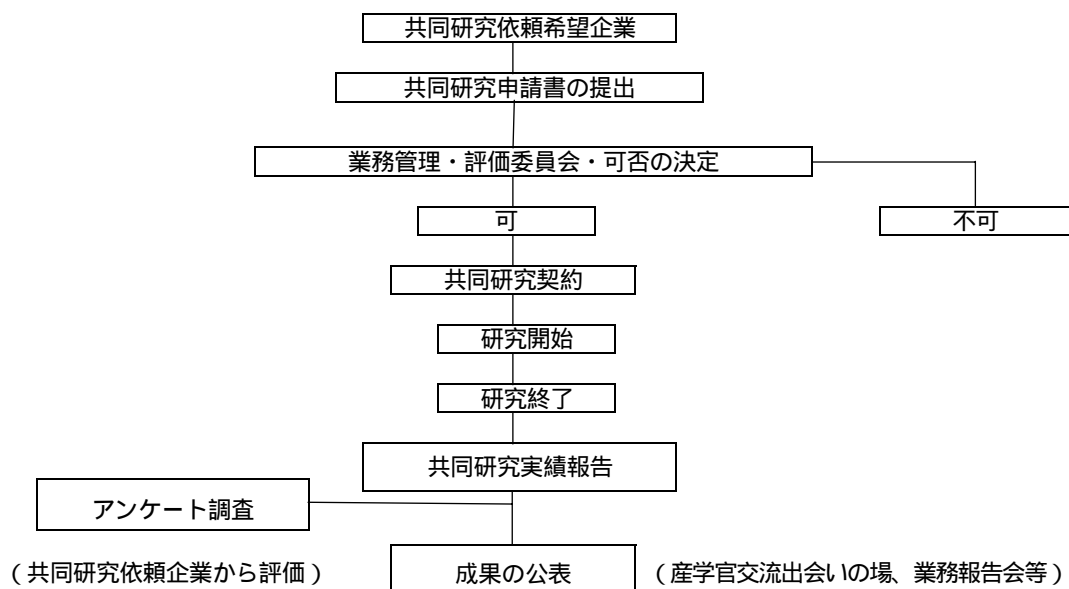 共同研究依頼希望企業
共同研究申請書の提出
業務管理・評価委員会・可否の決定
可
不可
共同研究契約
研究開始
研究終了
共同研究実績報告
アンケート調査
(共同研究依頼企業から評価)
成果の公表
(産学官交流出会いの場、業務報告会等)